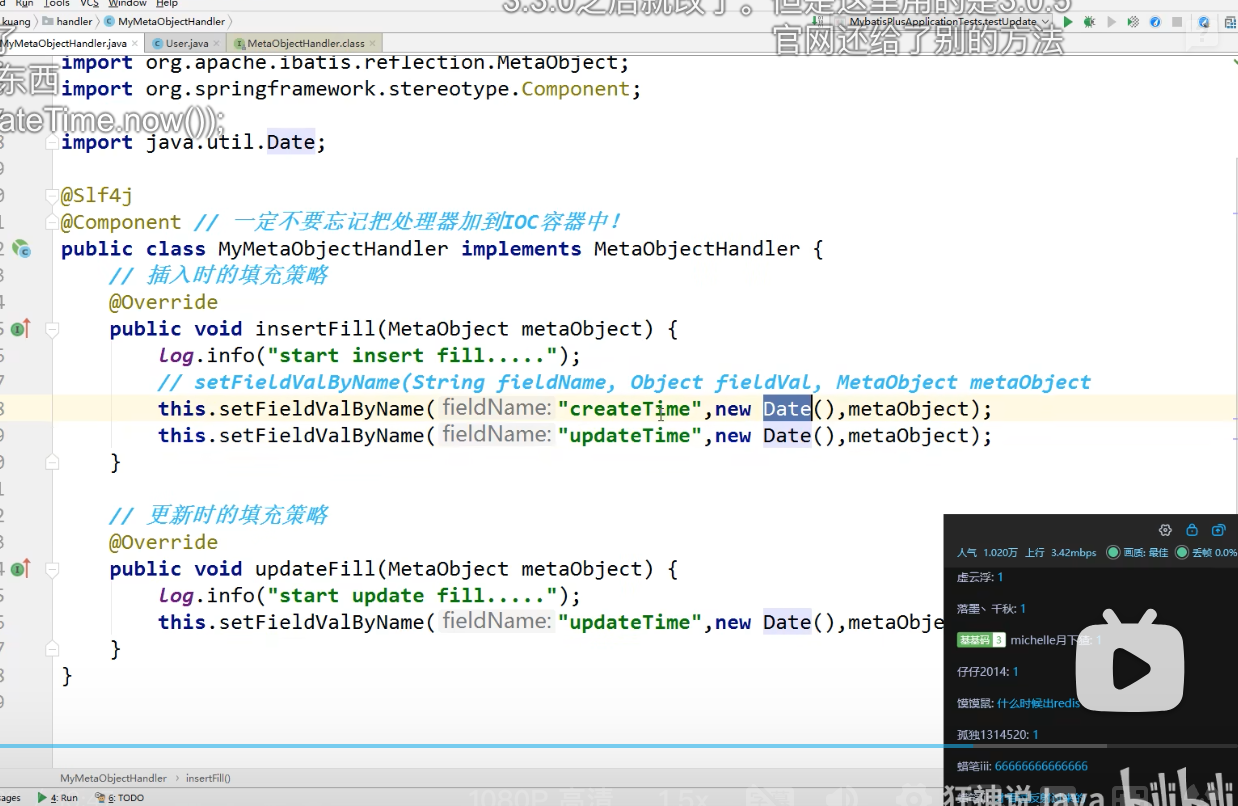 Run Tools VCS Window Help
3.3.0之后就改了。但是这里用的是3.0.5
kuang handler MyMetaObjectHandler
MybatisPlusApplicationTests.testUpdate
官网还给了别的方法
MyMetaObjectHandler.java User.java MetaObjectHandler.class
import org.apache.ibatis.reflection.MetaObject;
东西
import org.springframework.stereotype.Component;
ateTime.now());
import java.util.Date;
@Slf4j
@Component // 一定不要忘记把处理器加到IOC容器中!
public class MyMetaObjectHandler implements MetaObjectHandler {
// 插入时的填充策略
@Override
public void insertFill(MetaObject metaObject) {
log.info("start insert fill.....");
// setFieldValByName(String fieldName, Object fieldVal, MetaObject metaObject
this.setFieldValByName( fieldName: "createTime",new Date(),metaObject);
this.setFieldValByName( fieldName: "updateTime",new Date(),metaObject);
}
// 更新时的填充策略
@Override
public void updateFill(MetaObject metaObject) {
log.info("start update fill.....");
this.setFieldValByName( fieldName: "updateTime",new Date(),metaObje
}
}
人气 1.020万 上行 3.42mbps 画质: 最佳 丢帧 0.0%
虚云浮: 1
落墨丶千秋: 1
基基码 3 michelle月下 : 1
仔仔2014: 1
馍馍鼠: 什么时候出redis
孤独1314520: 1
蜡笔iii: 66666666666666
MyMetaObjectHandler insertFill()
ages 4: Run 6: TODO
1080P 高清 1.5x
狂神说Java
bilibili